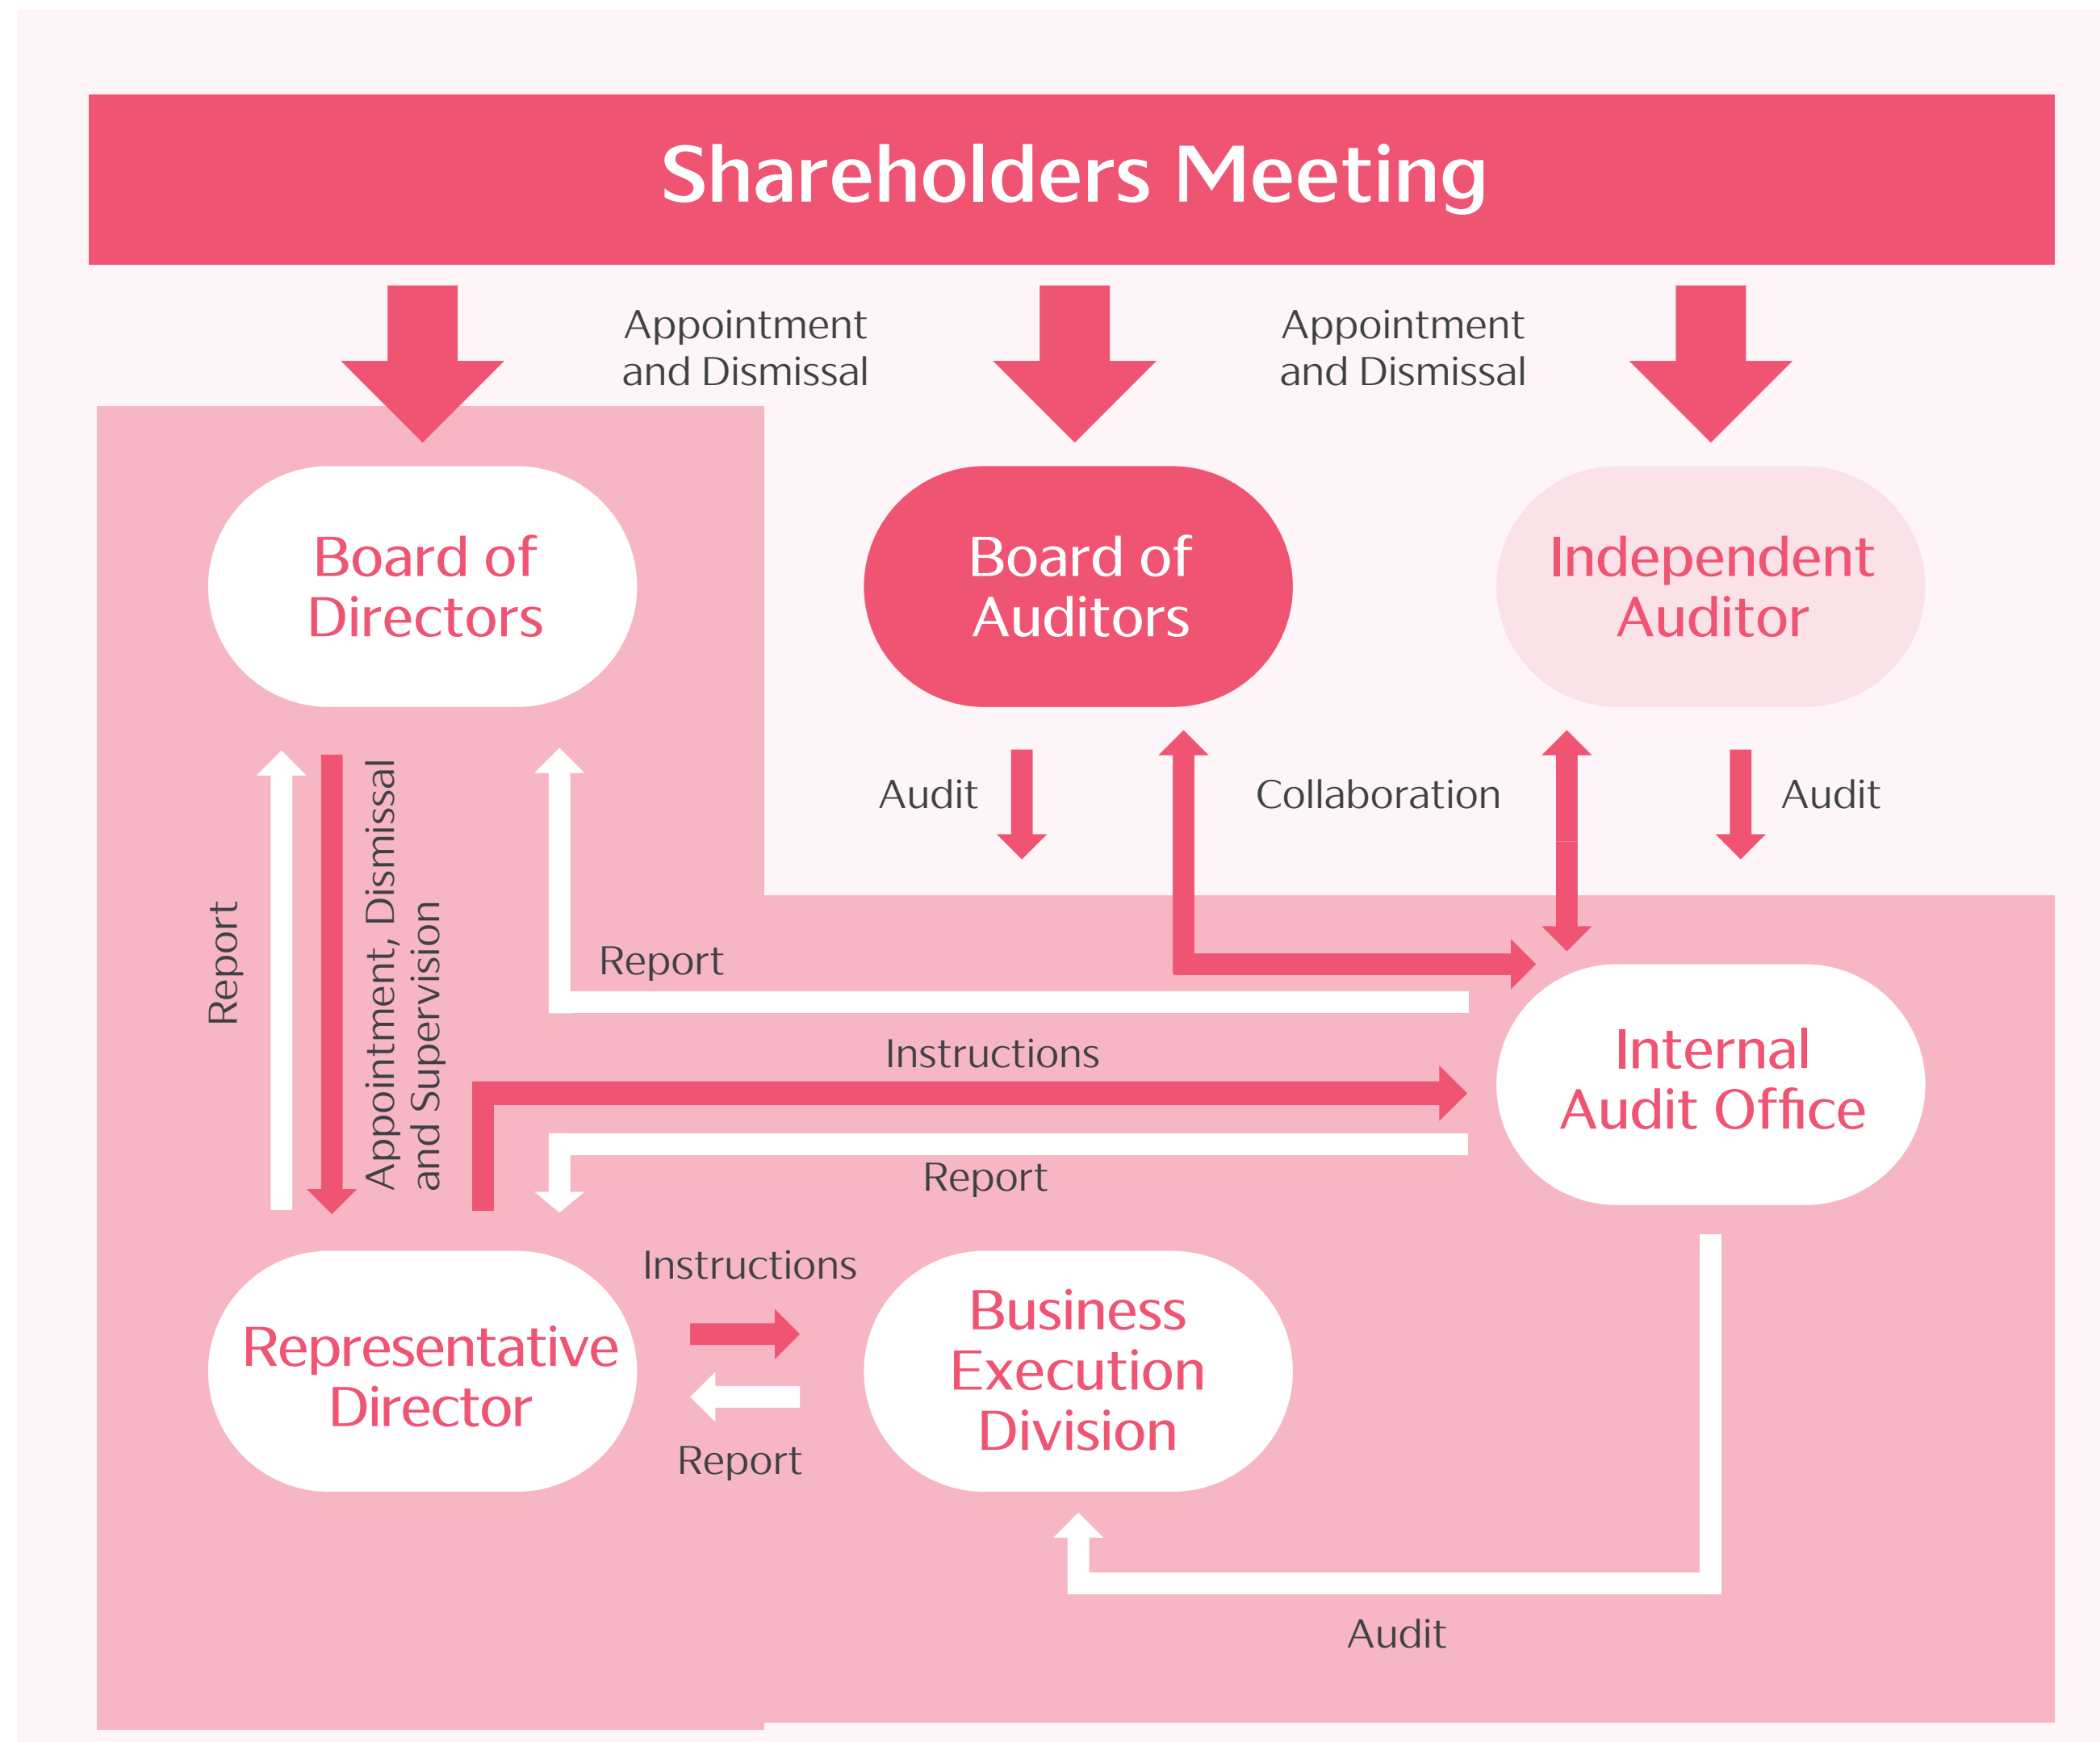 Shareholders Meeting
Appointment
and Dismissal
Appointment
and Dismissal
Board of
Directors
Board of
Auditors
Independent
Auditor
Audit
Collaboration
Audit
Report
Appointment, Dismissal
and Supervision
Report
Instructions
Report
Internal
Audit Office
Instructions
Representative
Director
Business
Execution
Division
Report
Audit